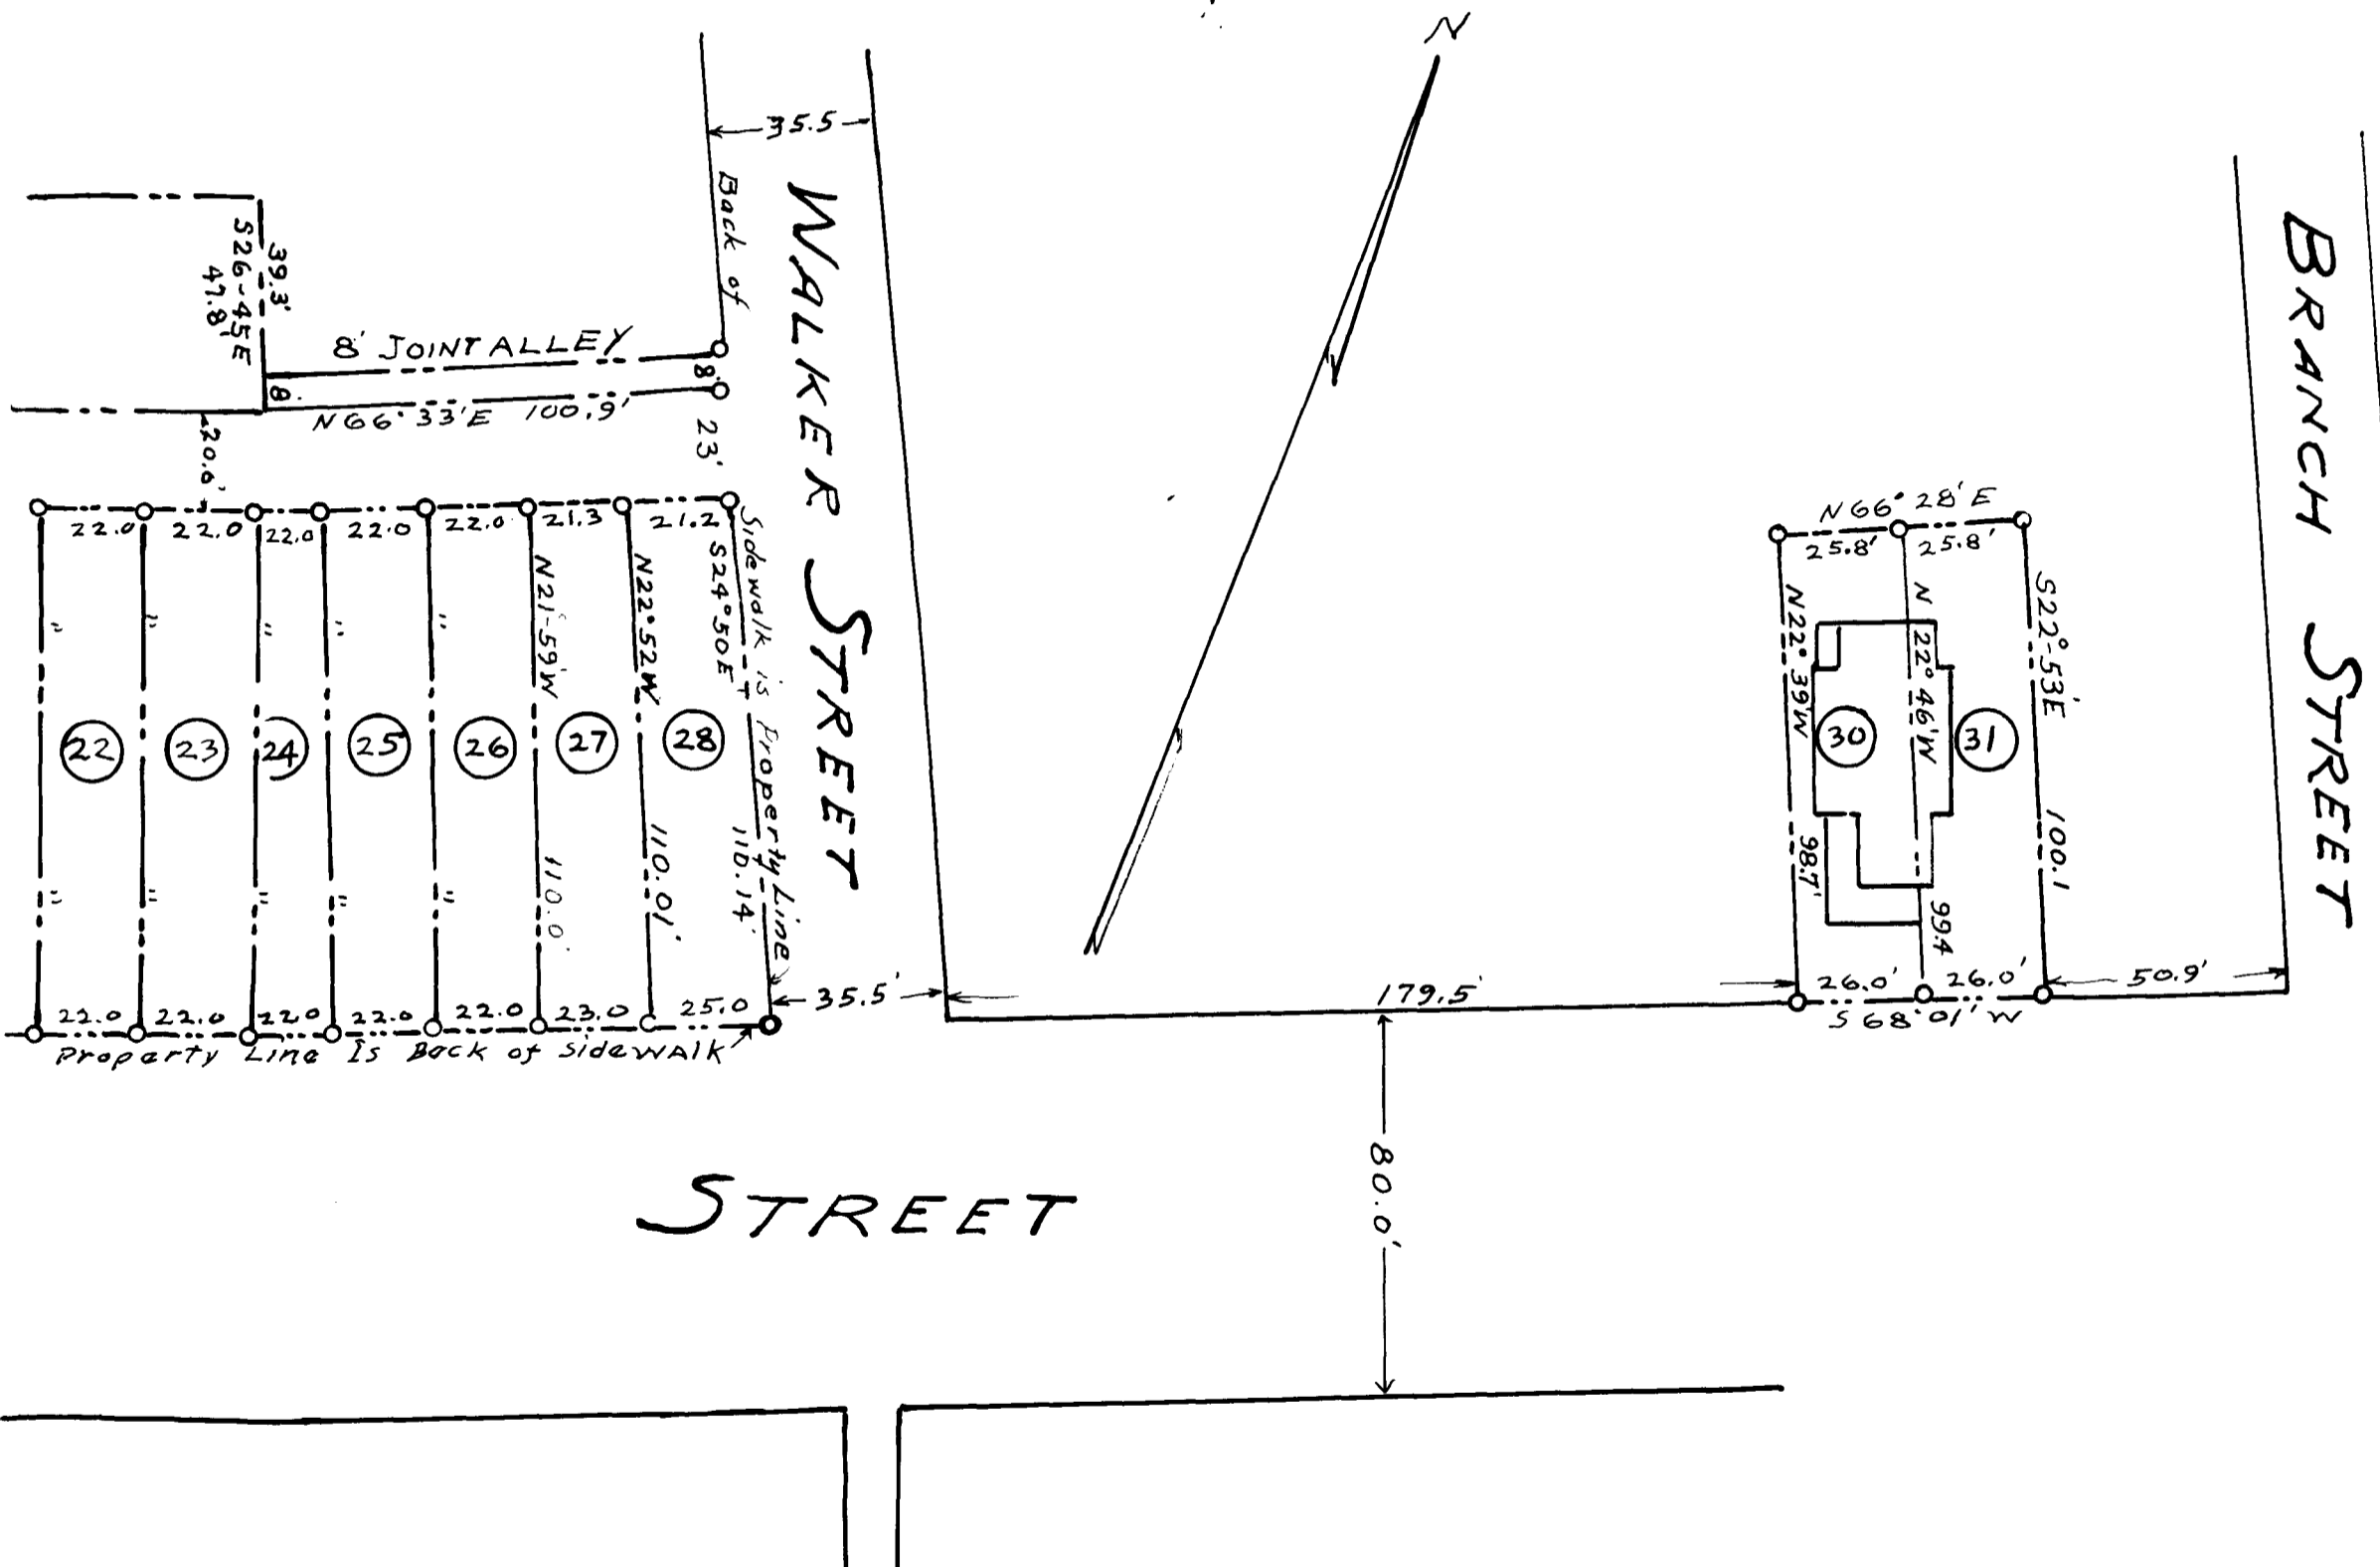 N
35.5
Back of
WALKER STREET
BRANCH STREET
39.3'
S26-45E
47.8'
8' JOINT ALLEY
8'
8'
N66°33'E 100.9'
20.0'
23'
22.0 22.0 22.0 22.0 22.0 21.3 21.2
N21-59'W
N22°52'W
S24°50'E
Sidewalk is Property Line
N66°28'E
25.8' 25.8'
N22°39'W
N22°46'W
S22°-53'E
" " " " "
22 23 24 25 26 27 28
30 31
" " " " "
110.0'
110.01'
110.14'
98.7'
99.4
100.1
22.0 22.0 22.0 22.0 22.0 23.0 25.0
35.5'
179.5'
26.0' 26.0'
50.9'
S 68°01' W
Property Line Is Back of Sidewalk
80.0'
STREET